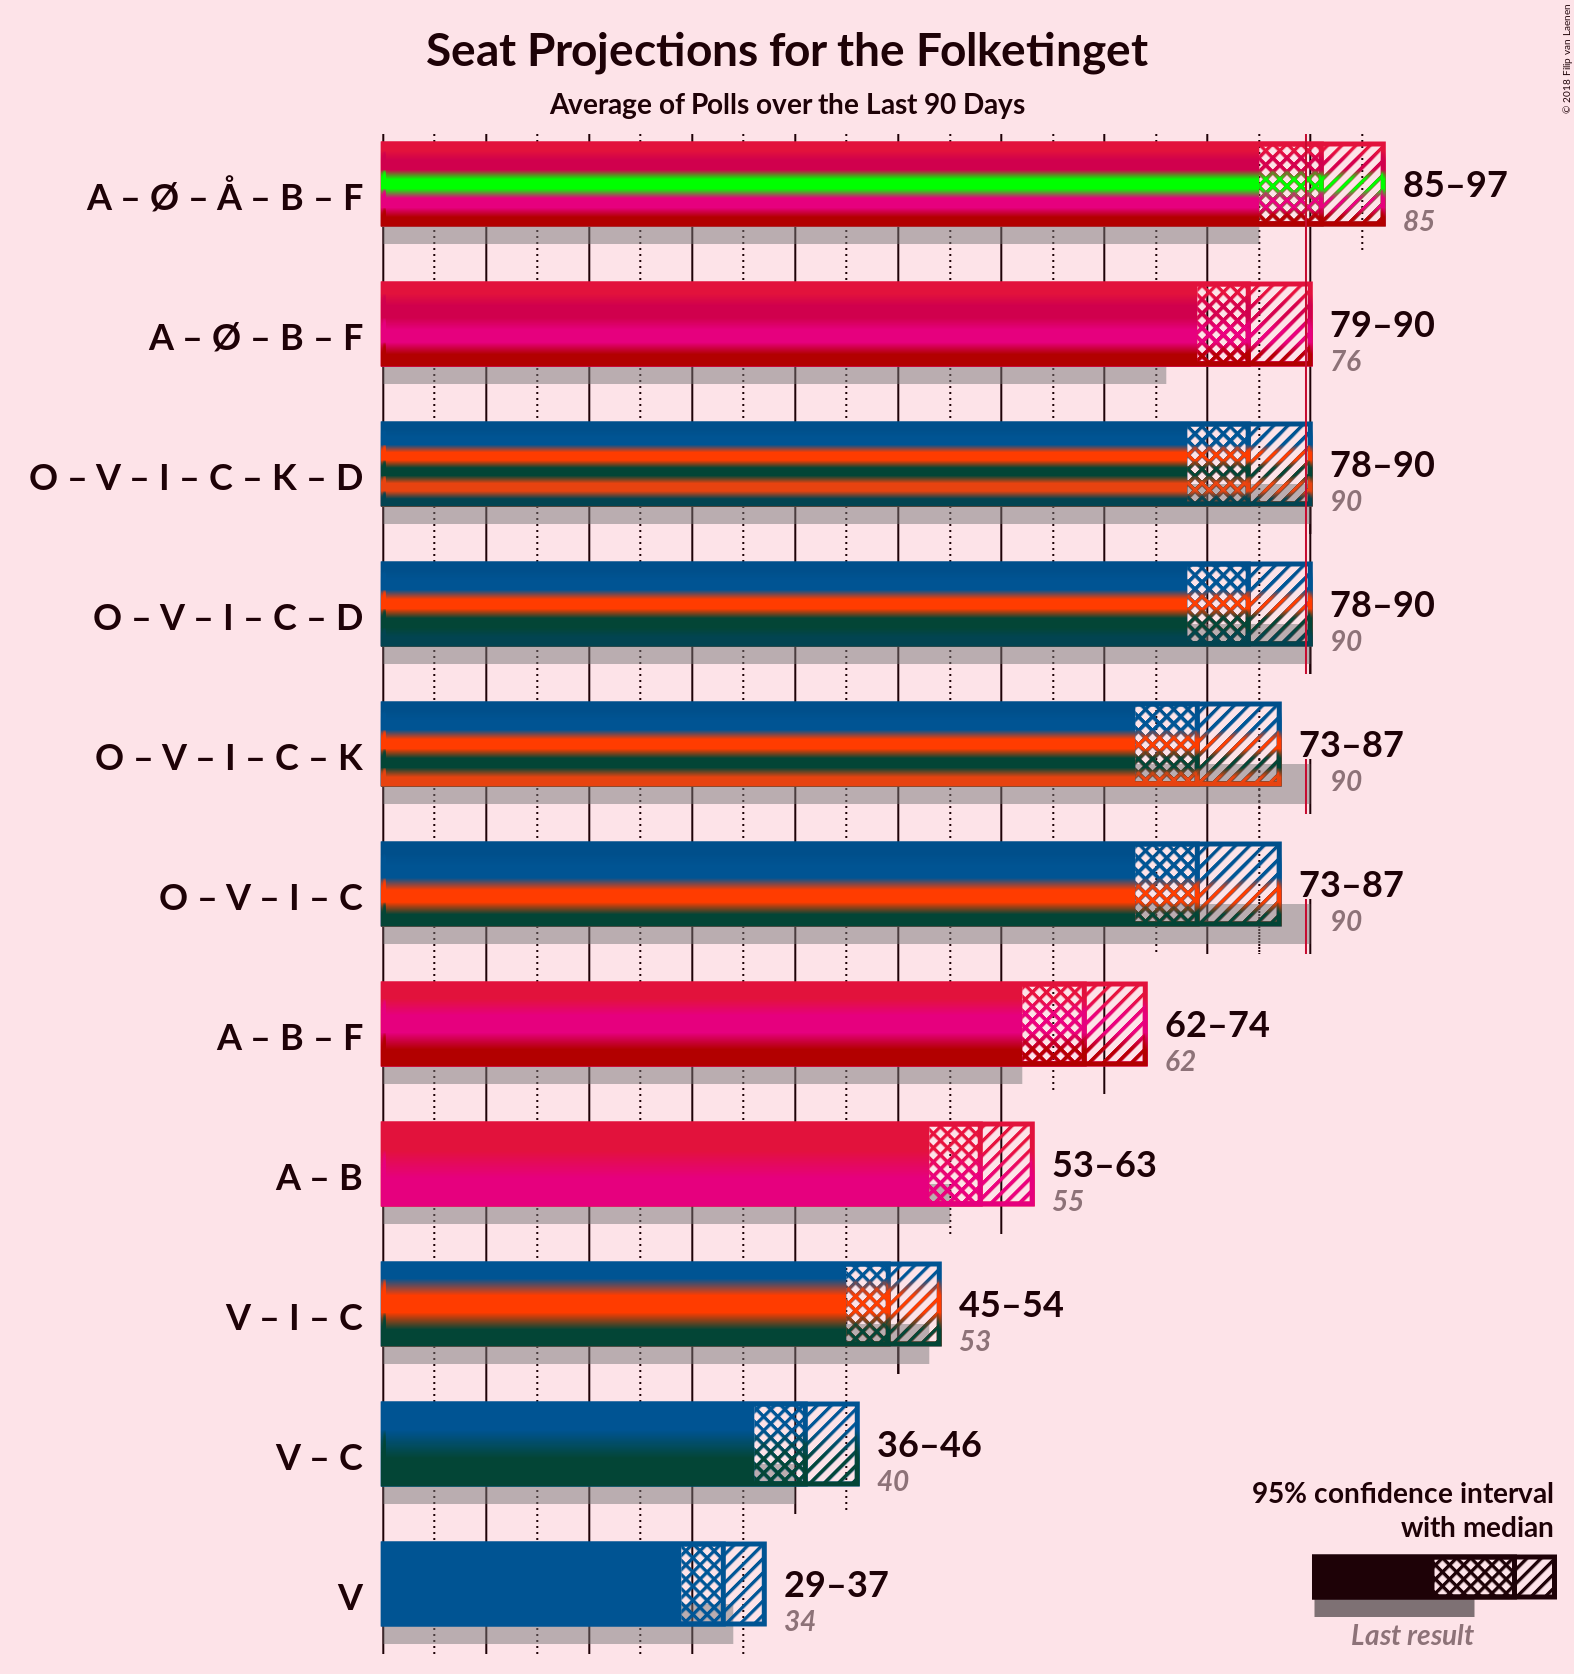 Seat Projections for the Folketinget
Average of Polls over the Last 90 Days
© 2018 Filip van Laenen
A – Ø – Å – B – F
85–97
85
A – Ø – B – F
79–90
76
O – V – I – C – K – D
78–90
90
O – V – I – C – D
78–90
90
O – V – I – C – K
73–87
90
O – V – I – C
73–87
90
A – B – F
62–74
62
A – B
53–63
55
V – I – C
45–54
53
V – C
36–46
40
V
29–37
34
95% confidence interval
with median
Last result